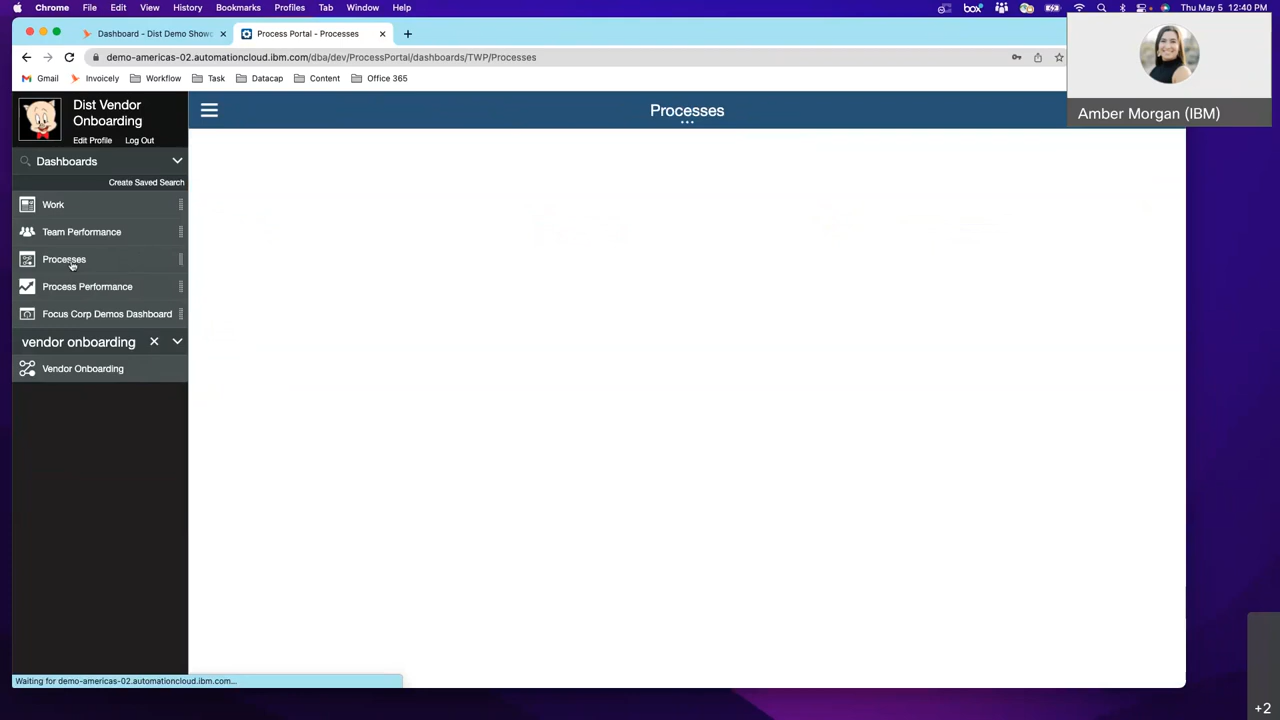 Chrome File Edit View History Bookmarks Profiles Tab Window Help box Thu May 5 12:40 PM
Dashboard - Dist Demo Showc × Process Portal - Processes × +
demo-americas-02.automationcloud.ibm.com/dba/dev/ProcessPortal/dashboards/TWP/Processes
Gmail Invoicely Workflow Task Datacap Content Office 365
Amber Morgan (IBM)
Dist Vendor
Onboarding
Edit Profile Log Out
Processes
Dashboards
Create Saved Search
Work
Team Performance
Processes
Process Performance
Focus Corp Demos Dashboard
vendor onboarding
Vendor Onboarding
Waiting for demo-americas-02.automationcloud.ibm.com...
+2